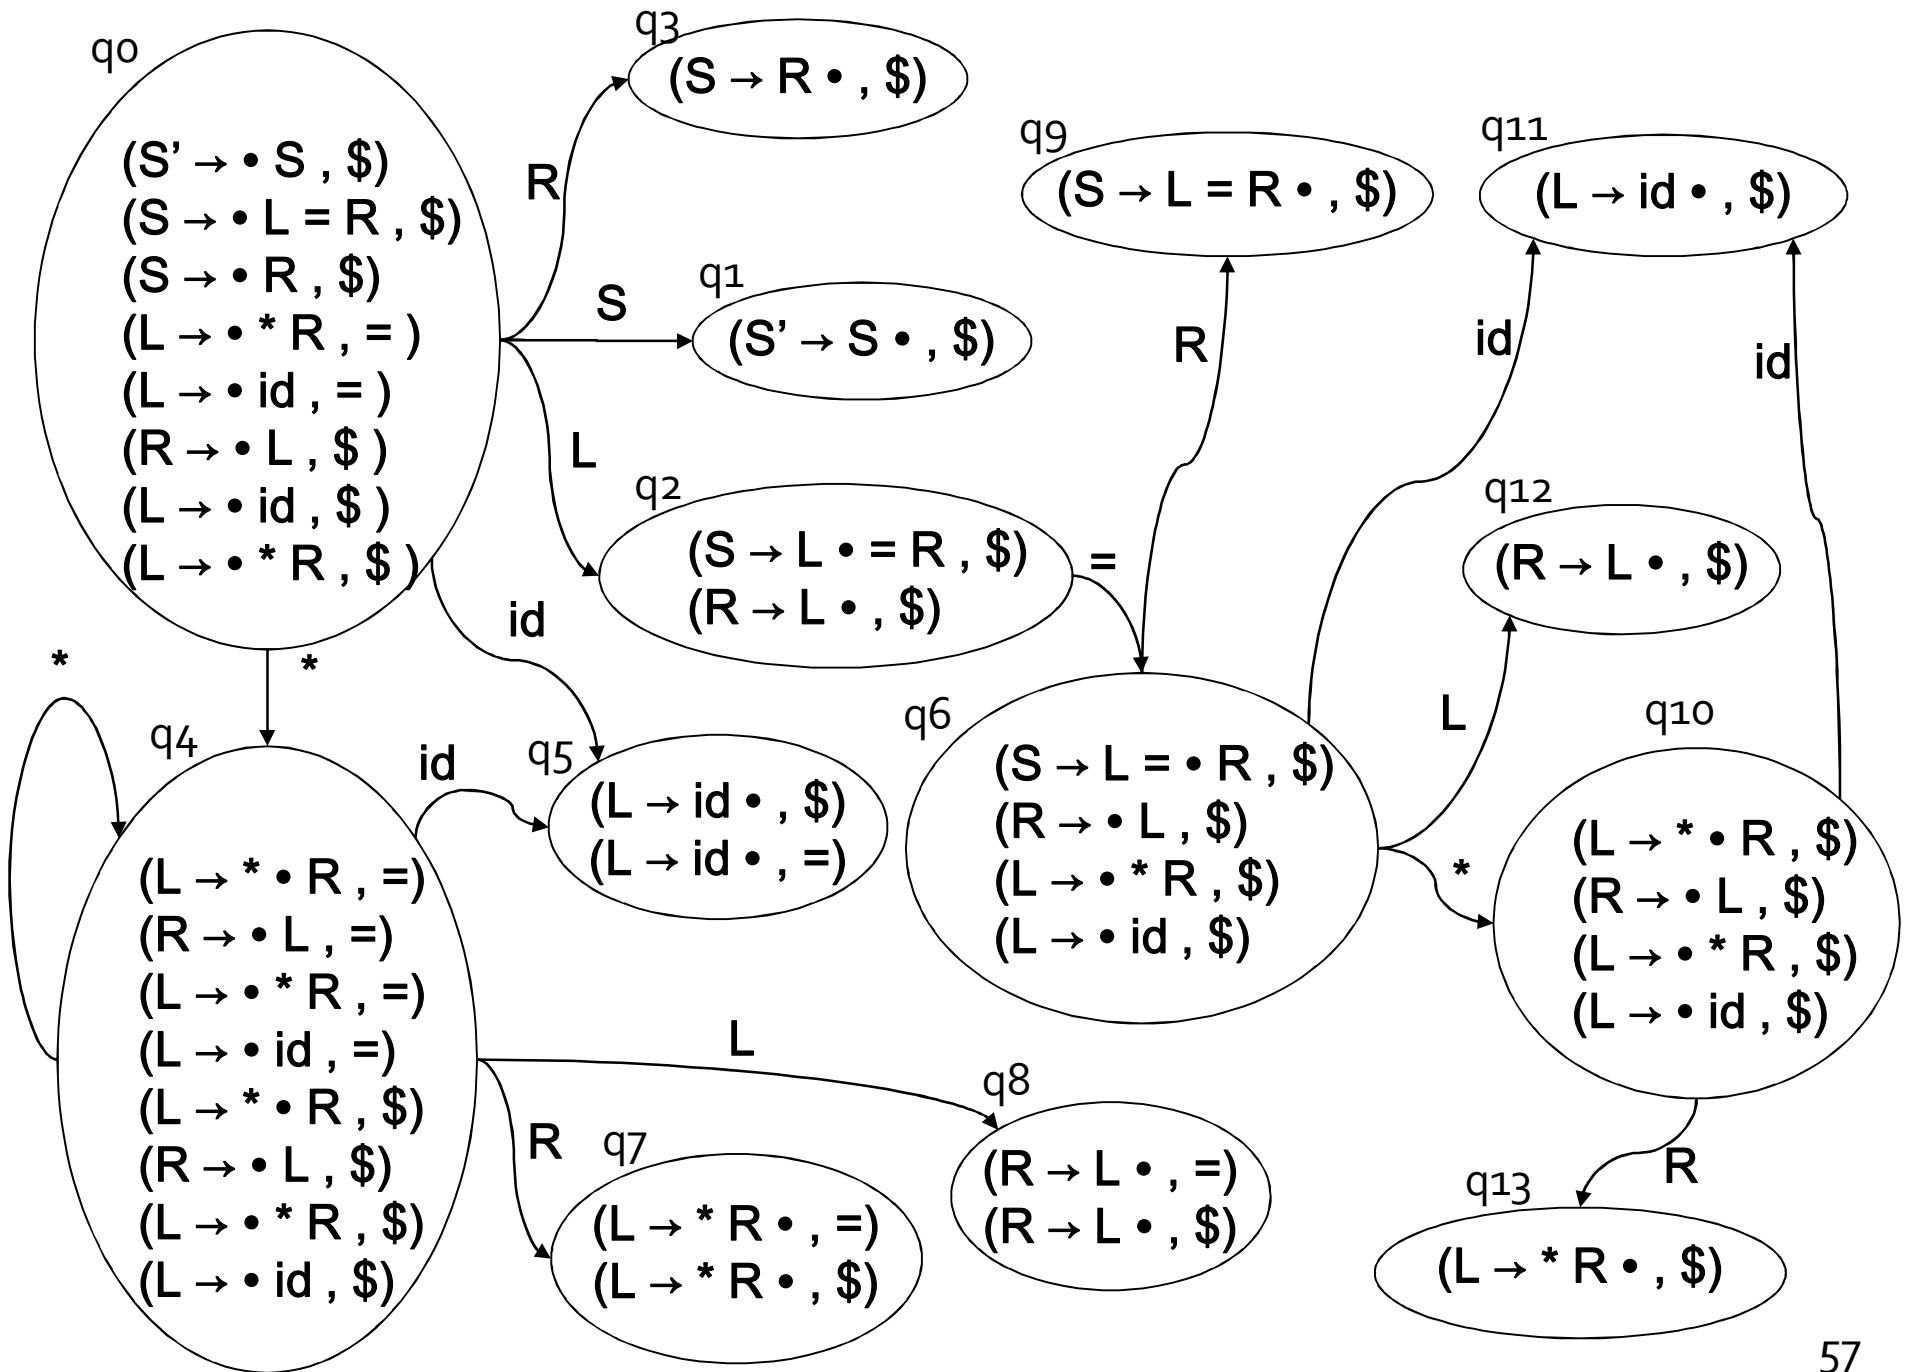 q0
(S' → • S , $)
(S → • L = R , $)
(S → • R , $)
(L → • * R , = )
(L → • id , = )
(R → • L , $ )
(L → • id , $ )
(L → • * R , $ )
R
S
L
id
*
*
q3
(S → R • , $)
q1
(S' → S • , $)
q2
(S → L • = R , $)
(R → L • , $)
=
q9
(S → L = R • , $)
R
q11
(L → id • , $)
id
id
q12
(R → L • , $)
L
q4
(L → * • R , =)
(R → • L , =)
(L → • * R , =)
(L → • id , =)
(L → * • R , $)
(R → • L , $)
(L → • * R , $)
(L → • id , $)
id
q5
(L → id • , $)
(L → id • , =)
q6
(S → L = • R , $)
(R → • L , $)
(L → • * R , $)
(L → • id , $)
*
q10
(L → * • R , $)
(R → • L , $)
(L → • * R , $)
(L → • id , $)
L
R
q7
(L → * R • , =)
(L → * R • , $)
q8
(R → L • , =)
(R → L • , $)
R
q13
(L → * R • , $)
57